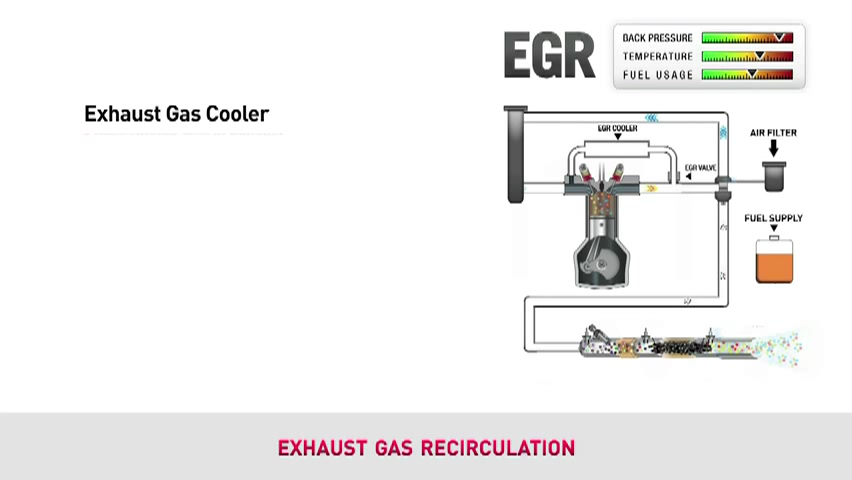 EGR
BACK PRESSURE
TEMPERATURE
FUEL USAGE
Exhaust Gas Cooler
EGR COOLER
AIR FILTER
EGR VALVE
FUEL SUPPLY
EXHAUST GAS RECIRCULATION